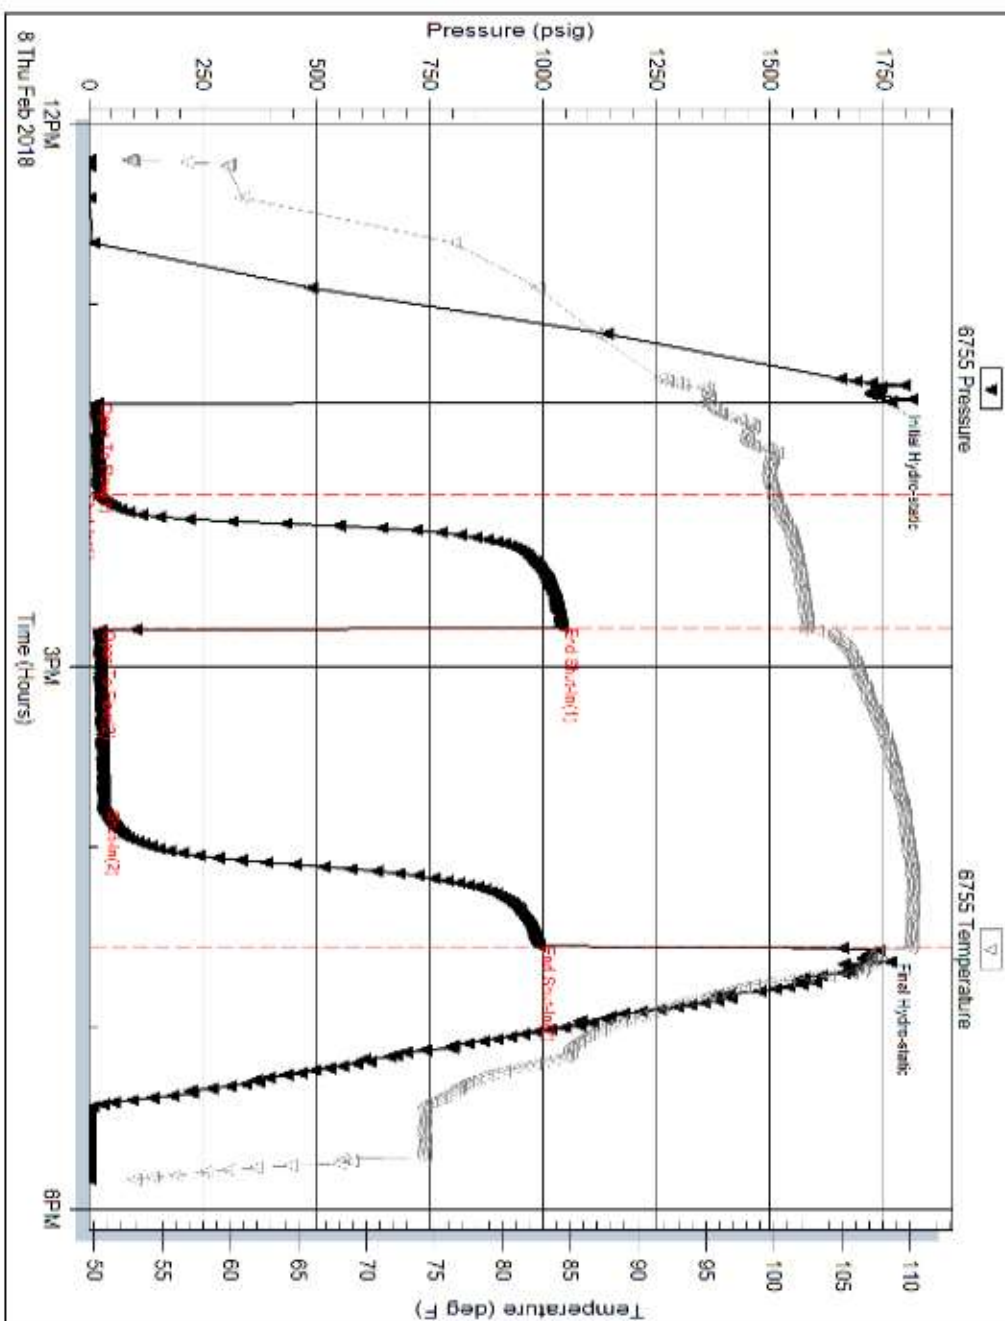 6755 Pressure
6755 Temperature
Pressure (psig)
1750
1500
1250
1000
750
500
250
0
Temperature (deg F)
110
105
100
95
90
85
80
75
70
65
60
55
50
Initial Hydro-static
Final Hydro-static
End Shut-In(1)
12PM
3PM
6PM
8 Thu Feb 2018
Time (Hours)